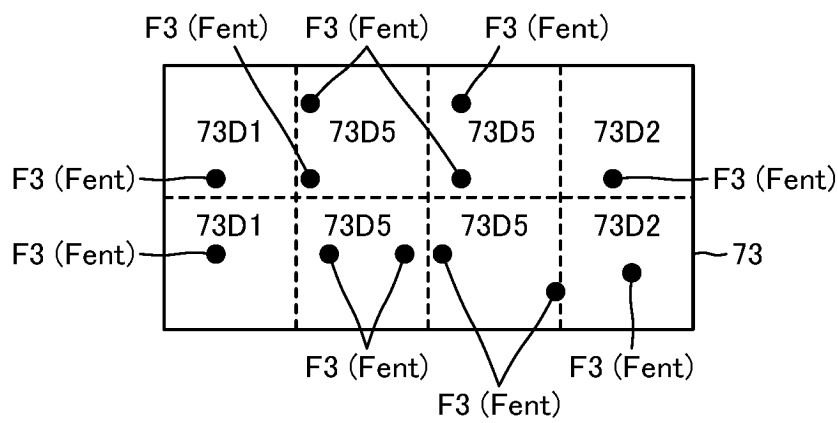 F3 (Fent) F3 (Fent) F3 (Fent)
73D1 73D5 73D5 73D2
F3 (Fent) F3 (Fent)
73D1 73D5 73D5 73D2
F3 (Fent) 73
F3 (Fent) F3 (Fent)
F3 (Fent)